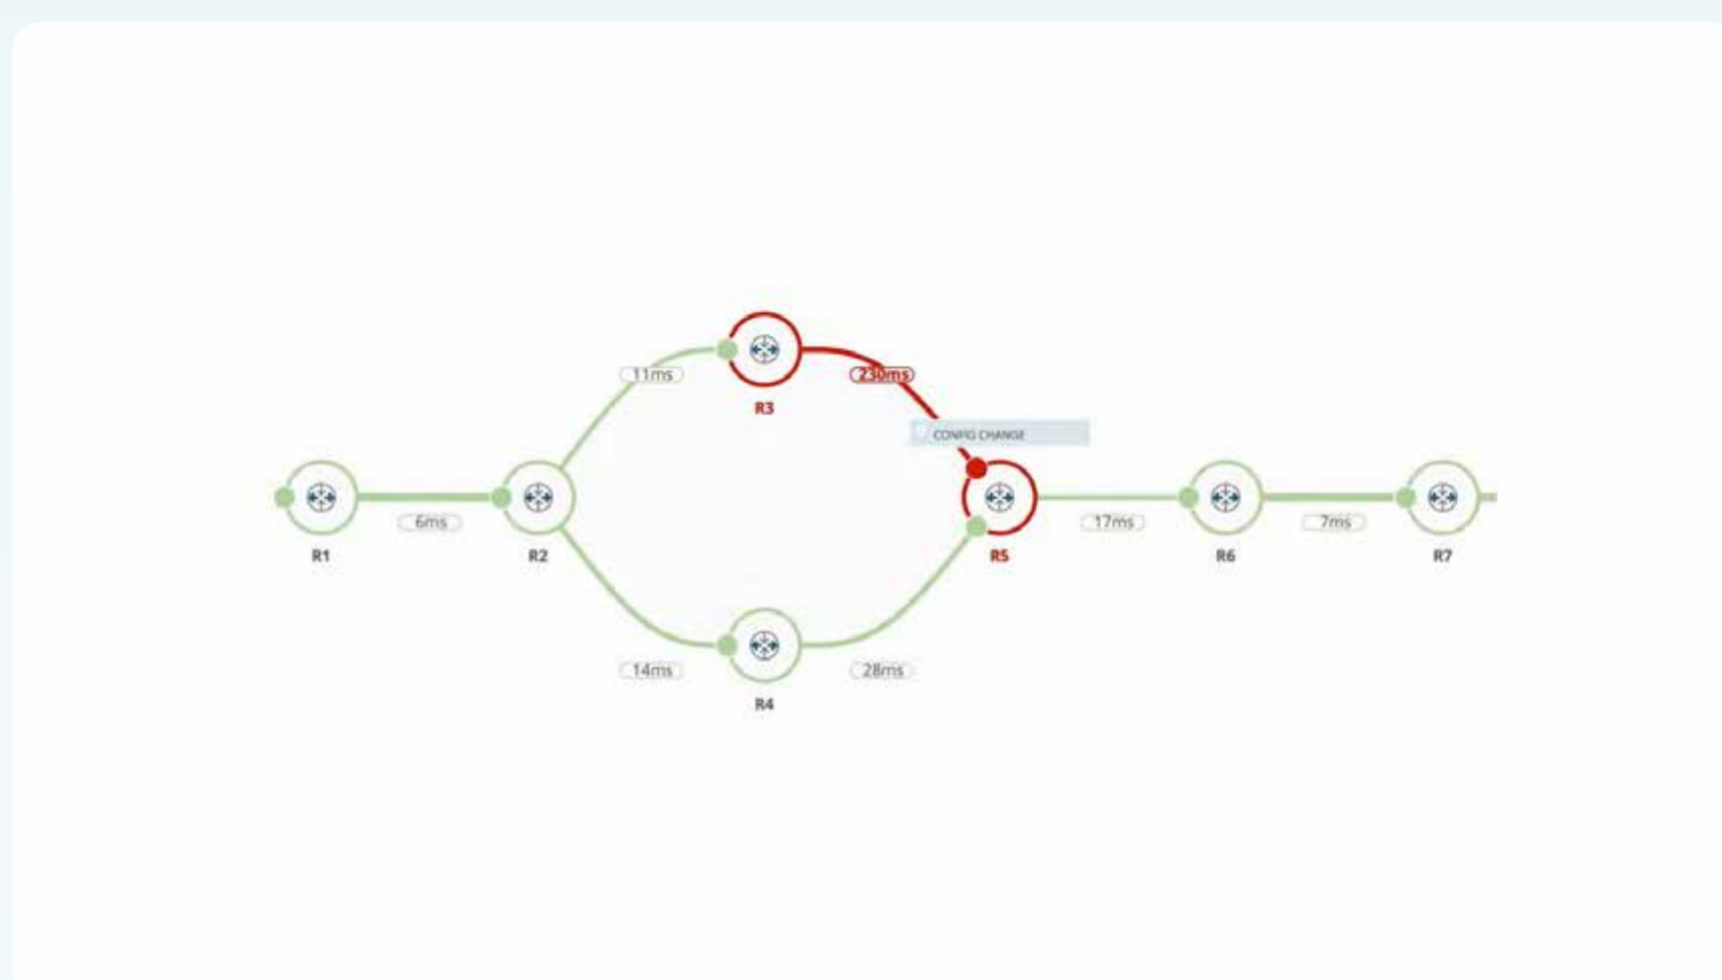 11ms
230ms
R3
CONFIG CHANGE
6ms
17ms
7ms
R1
R2
R5
R6
R7
14ms
28ms
R4